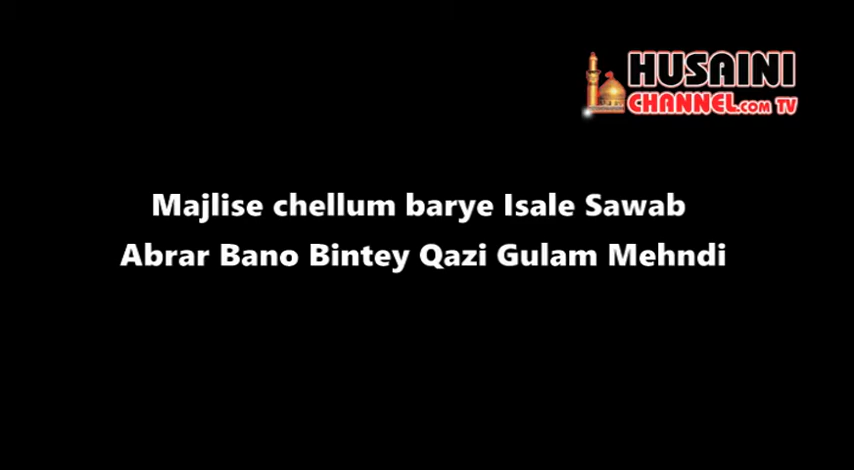 HUSAINI
CHANNEL.COM TV
Majlise chellum barye Isale Sawab
Abrar Bano Bintey Qazi Gulam Mehndi